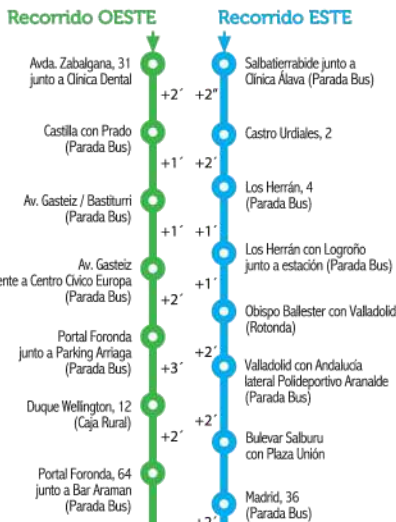 Recorrido OESTE
Avda. Zabalgana, 31
junto a Clínica Dental
+2´
Castilla con Prado
(Parada Bus)
+1´
Av. Gasteiz / Bastiturri
(Parada Bus)
+1´
Av. Gasteiz
ente a Centro Cívico Europa
(Parada Bus)
+2´
Portal Foronda
junto a Parking Arriaga
(Parada Bus)
+3´
Duque Wellington, 12
(Caja Rural)
+2´
Portal Foronda, 64
junto a Bar Araman
(Parada Bus)
Recorrido ESTE
Salbatierrabide junto a
Clínica Álava (Parada Bus)
+2"
Castro Urdiales, 2
+2´
Los Herrán, 4
(Parada Bus)
+1´
Los Herrán con Logroño
junto a estación (Parada Bus)
+1´
Obispo Ballester con Valladolid
(Rotonda)
+2´
Valladolid con Andalucía
lateral Polideportivo Aranalde
(Parada Bus)
+2´
Bulevar Salburu
con Plaza Unión
Madrid, 36
(Parada Bus)
+2´